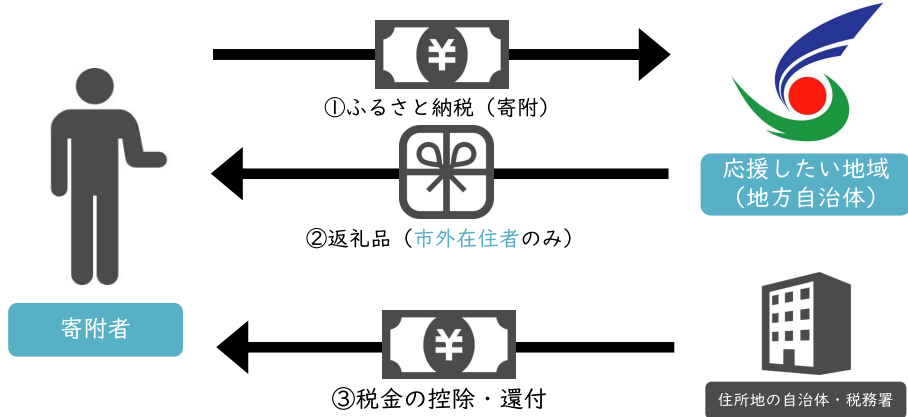 ¥
①ふるさと納税（寄附）
応援したい地域
（地方自治体）
②返礼品（市外在住者のみ）
寄附者
¥
③税金の控除・還付
住所地の自治体・税務署